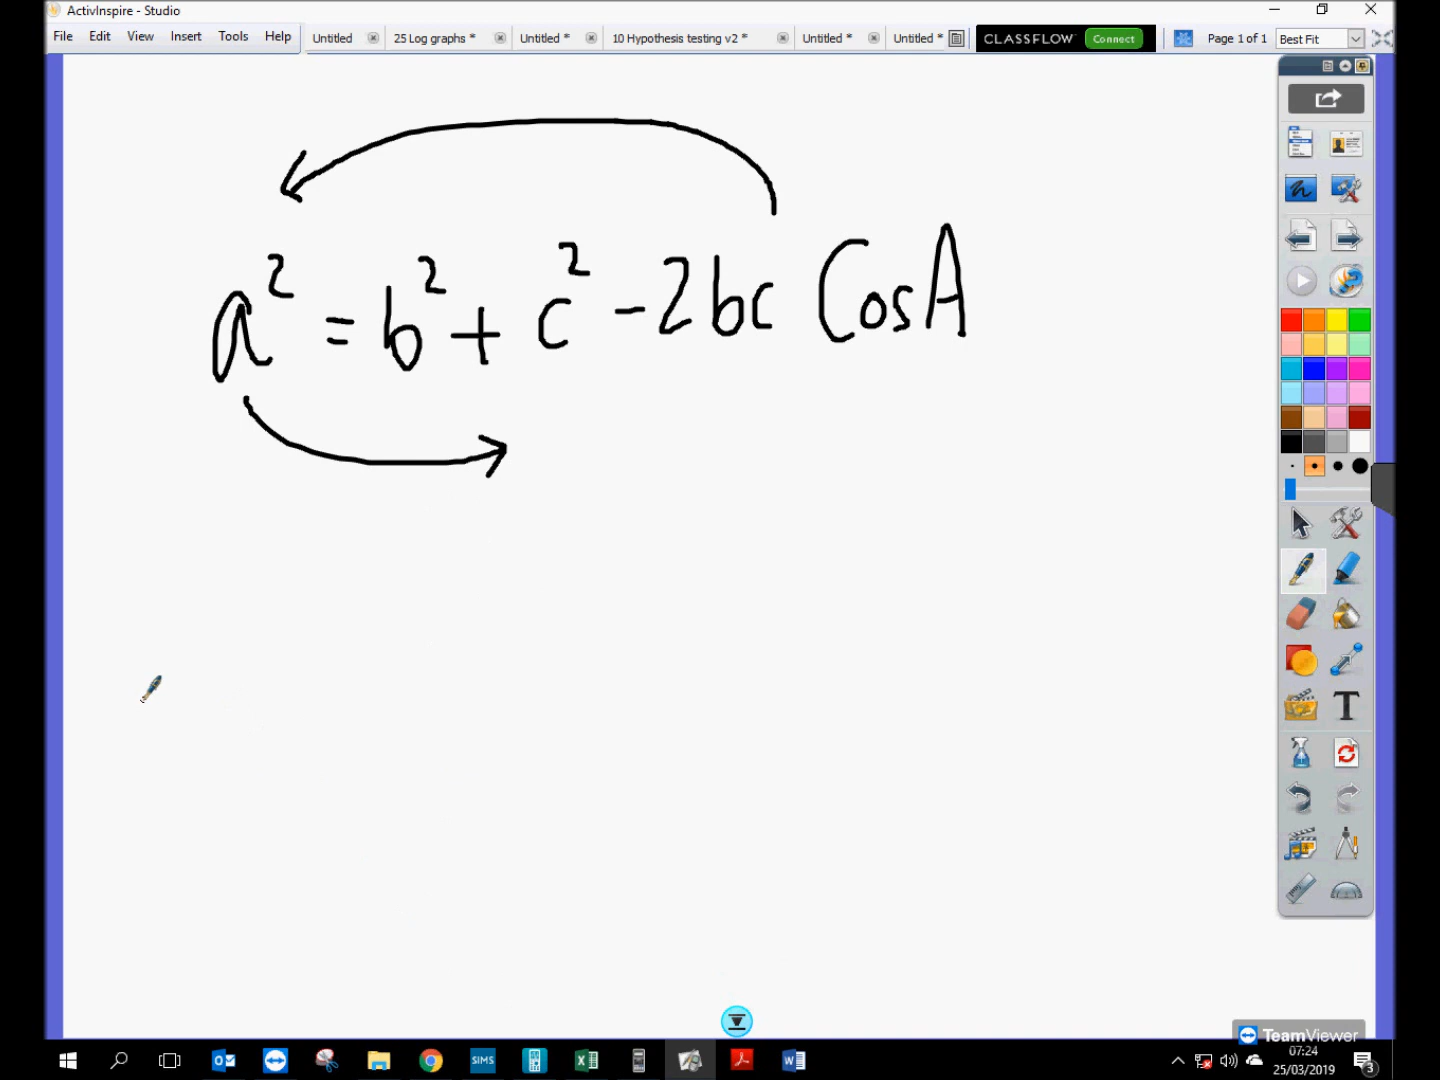 ActivInspire - Studio
File Edit View Insert Tools Help Untitled 25 Log graphs * Untitled * 10 Hypothesis testing v2 * Untitled * Untitled * CLASSFLOW Connect Page 1 of 1 Best Fit
a² = b² + c² - 2bc CosA
T
TeamViewer
SIMS
07:24
25/03/2019
3